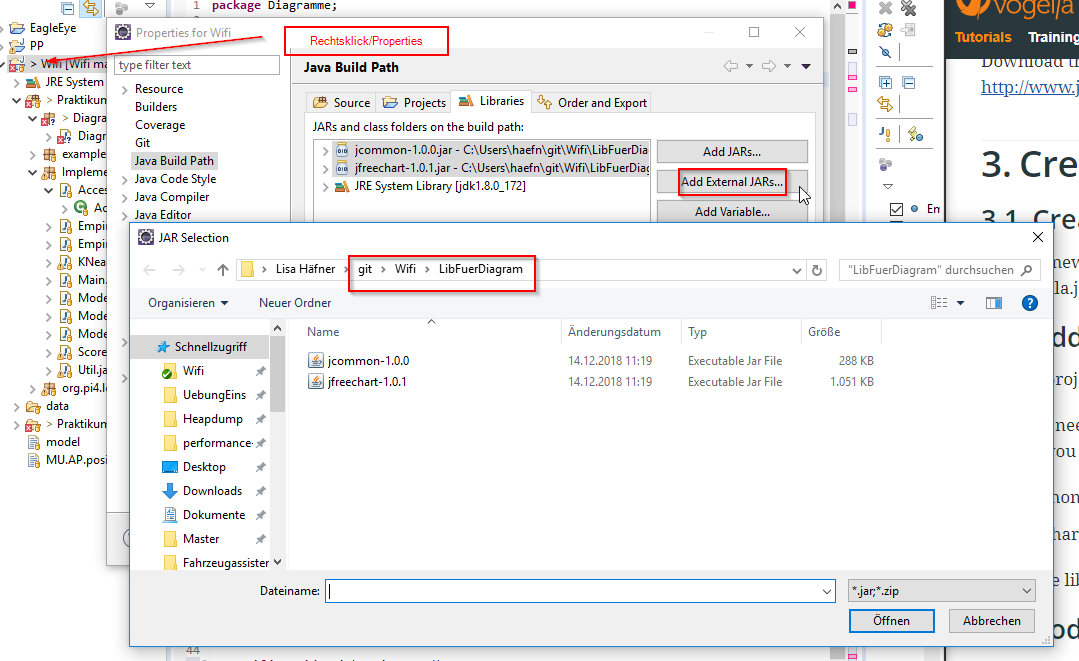 1 package Diagramme;
EagleEye
PP
> Wifi [Wifi ma
JRE System
> Praktikum
> Diagra
Diagr
example
Impleme
Acces
Ac
Empir
Empir
KNea
Main.
Mode
Mode
Mode
Score
Util.ja
org.pi4.lo
data
> Praktikum
model
MU.AP.posi
Properties for Wifi
Rechtsklick/Properties
type filter text
Resource
Builders
Coverage
Git
Java Build Path
Java Code Style
Java Compiler
Java Editor
Java Build Path
Source
Projects
Libraries
Order and Export
JARs and class folders on the build path:
jcommon-1.0.0.jar - C:\Users\haefn\git\Wifi\LibFuerDia
jfreechart-1.0.1.jar - C:\Users\haefn\git\Wifi\LibFuerDiag
JRE System Library [jdk1.8.0_172]
Add JARs...
Add External JARs...
Add Variable...
JAR Selection
Lisa Häfner > git > Wifi > LibFuerDiagram
"LibFuerDiagram" durchsuchen
Organisieren
Neuer Ordner
Name Änderungsdatum Typ Größe
jcommon-1.0.0 14.12.2018 11:19 Executable Jar File 288 KB
jfreechart-1.0.1 14.12.2018 11:19 Executable Jar File 1.051 KB
Schnellzugriff
Wifi
UebungEins
Heapdump
performance-
Desktop
Downloads
Dokumente
Master
Fahrzeugassister
Dateiname:
*.jar;*.zip
Öffnen
Abbrechen
44
vogella
Tutorials Training
Download th
http://www.j
3. Cre
3.1. Crea
new
la.j
dd
roj
nee
you
mon
har
e lib
od